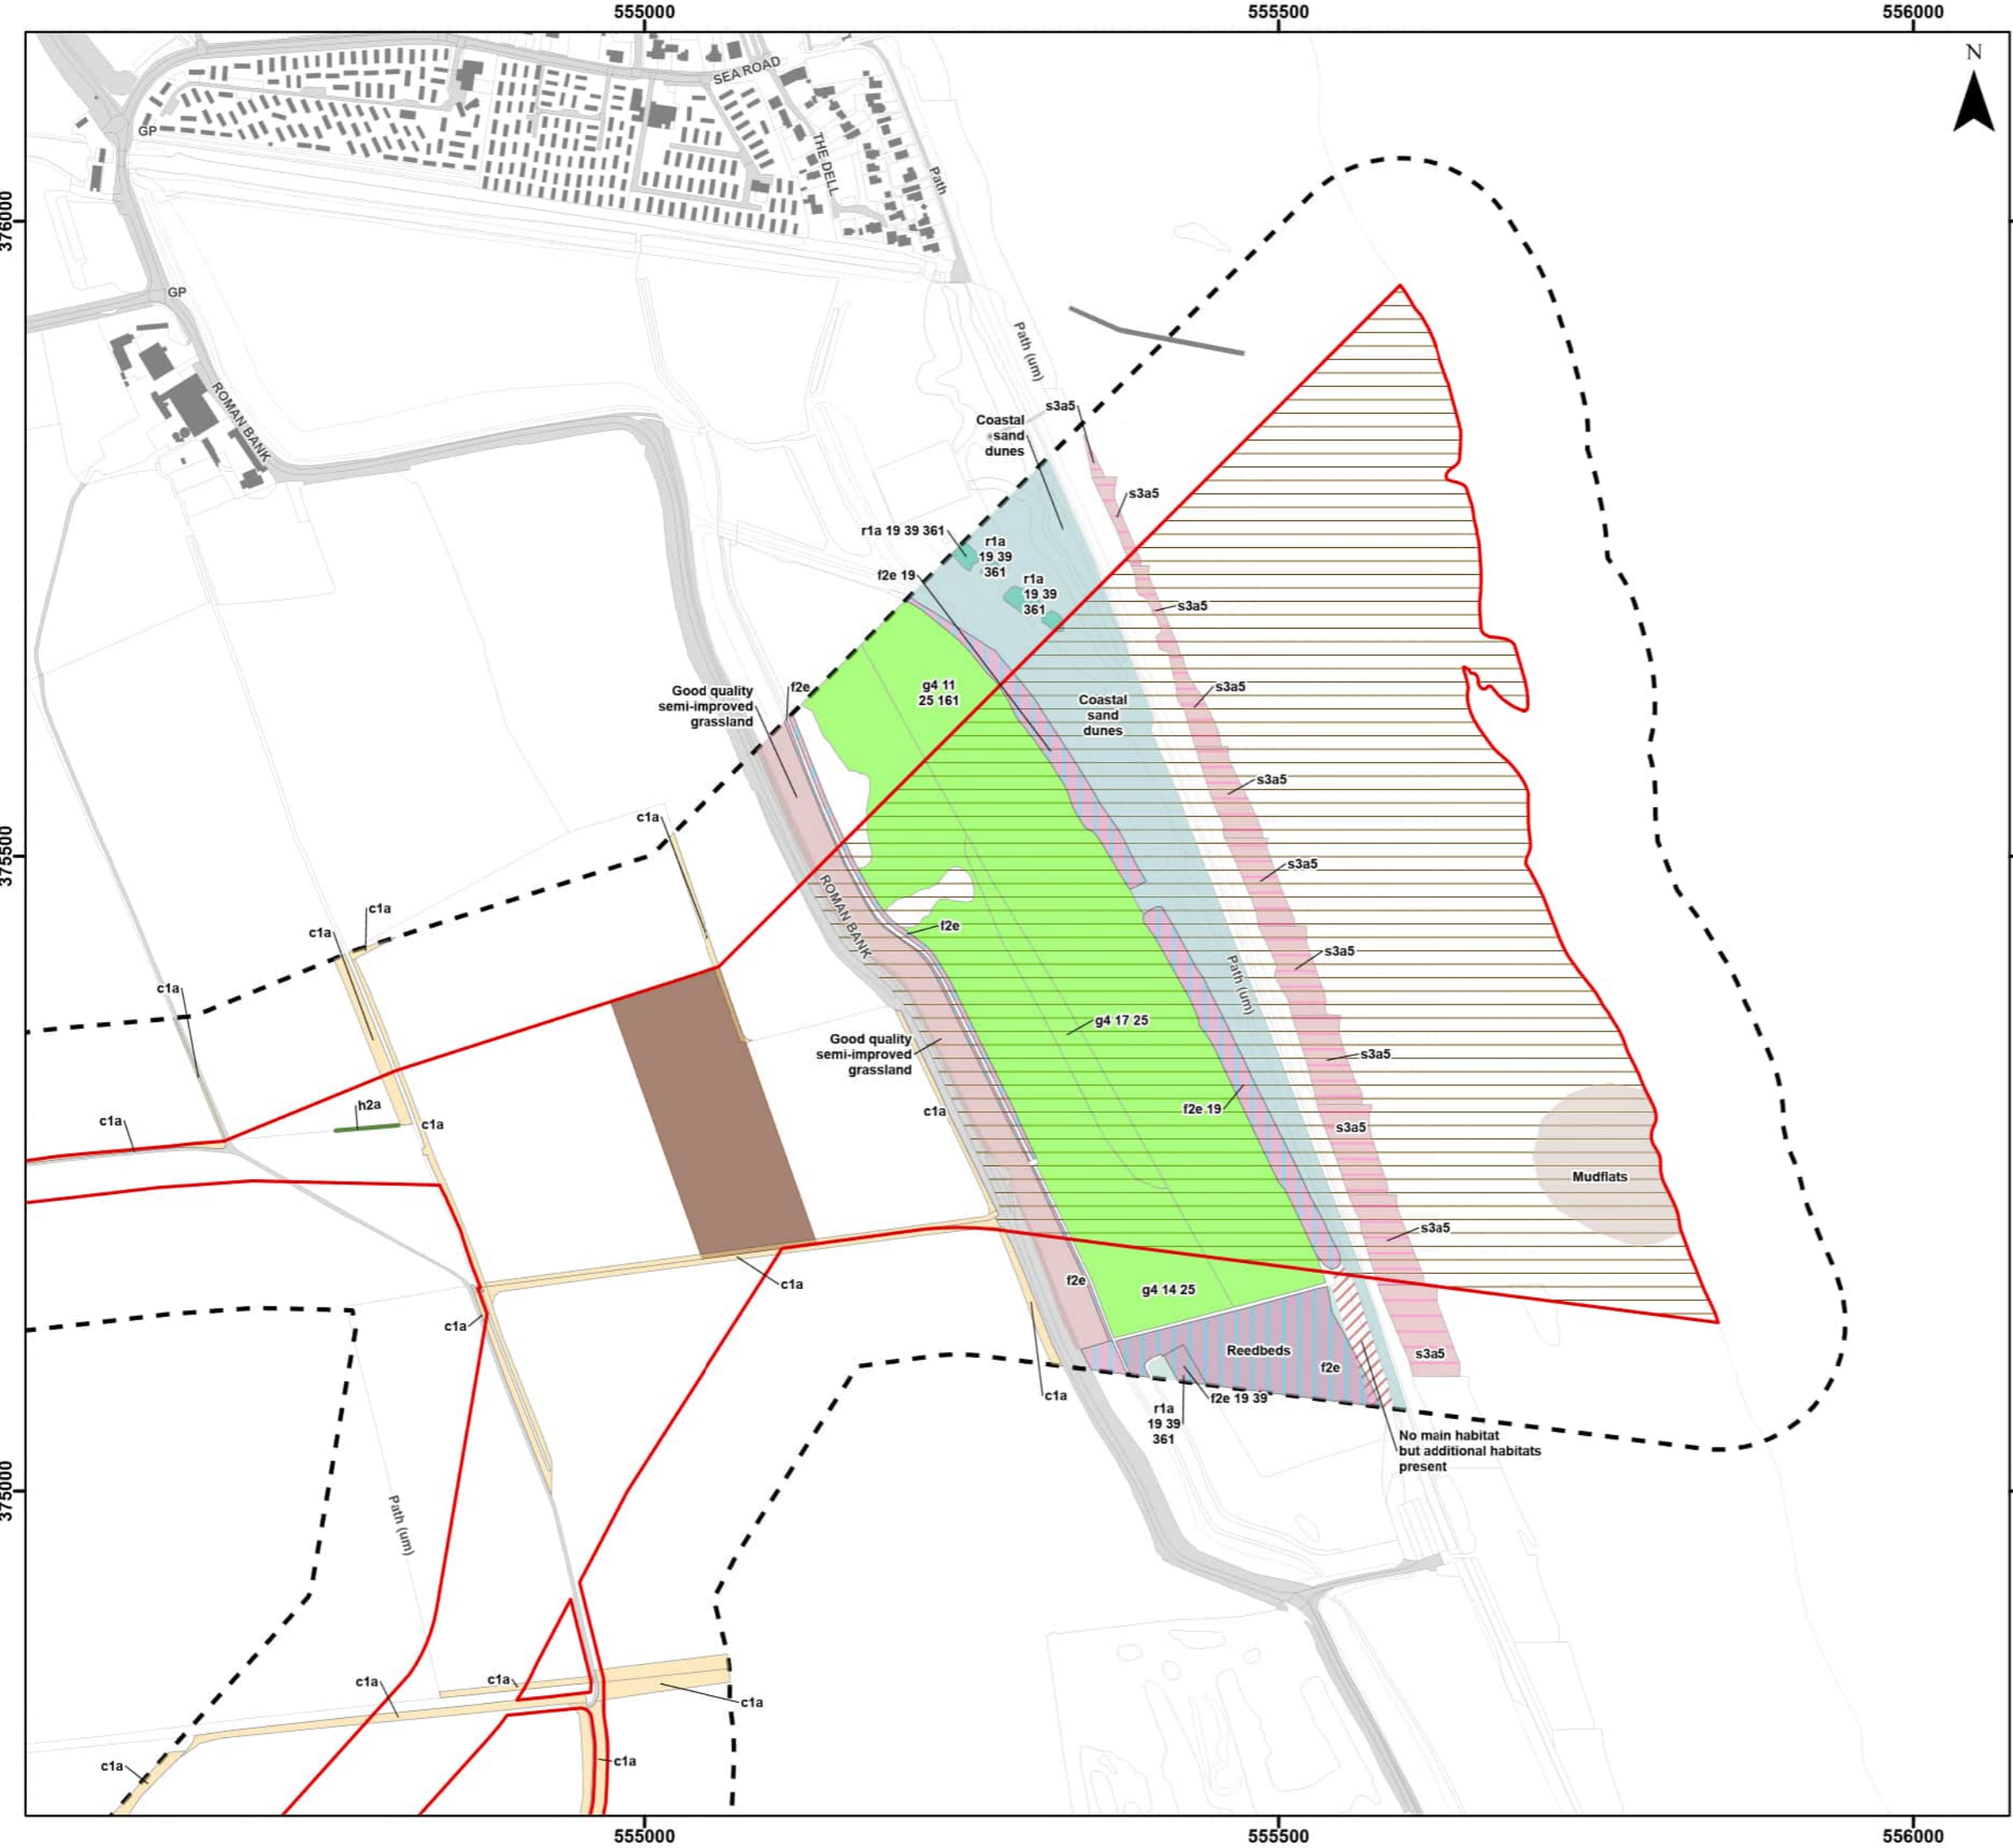 555000
555500
556000
N
SEA ROAD
GP
THE DELL
Path
376000
GP
Path (um)
ROMAN BANK
s3a5
Coastal
sand
dunes
s3a5
r1a 19 39 361
r1a
19 39
361
f2e 19
r1a
19 39
361
s3a5
Good quality
semi-improved
grassland
f2e
g4 11
25 161
s3a5
Coastal
sand
dunes
s3a5
c1a
375500
s3a5
ROMAN BANK
c1a
c1a
f2e
s3a5
Path (um)
c1a
g4 17 25
Good quality
semi-improved
grassland
s3a5
h2a
c1a
c1a
c1a
f2e 19
s3a5
Mudflats
s3a5
f2e
c1a
g4 14 25
c1a
Reedbeds
f2e
s3a5
c1a
f2e 19 39
r1a
19 39
361
No main habitat
but additional habitats
present
375000
Path (um)
c1a
c1a
c1a
c1a
c1a
555000
555500
556000